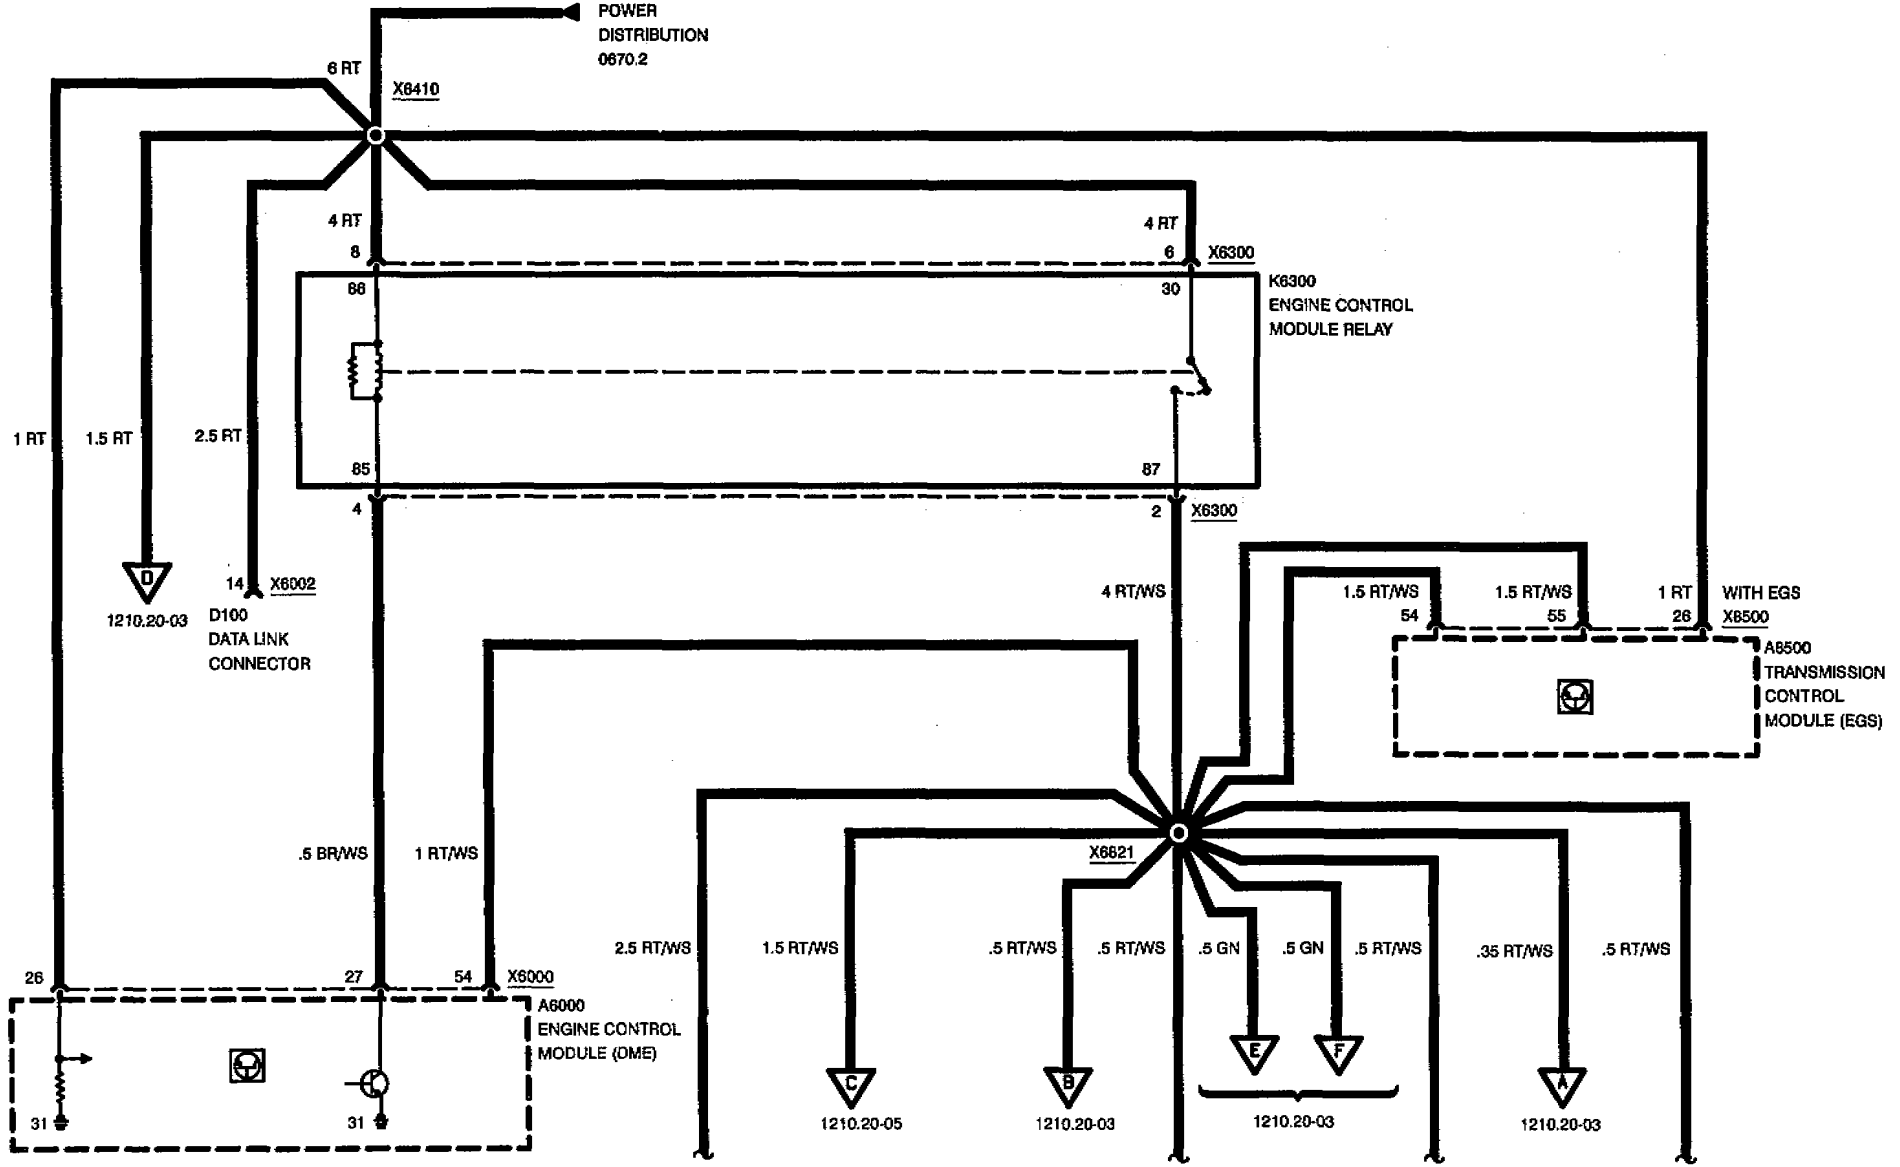 POWER
DISTRIBUTION
0670.2
6 RT
X6410
4 RT
4 RT
8
6
X6300
86
30
K6300
ENGINE CONTROL
MODULE RELAY
1 RT
1.5 RT
2.5 RT
85
87
4
2
X6300
D
1210.20-03
14
X6002
D100
DATA LINK
CONNECTOR
4 RT/WS
1.5 RT/WS
1.5 RT/WS
1 RT
WITH EGS
54
55
26
X8500
A8500
TRANSMISSION
CONTROL
MODULE (EGS)
.5 BR/WS
1 RT/WS
X6821
2.5 RT/WS
1.5 RT/WS
.5 RT/WS
.5 RT/WS
.5 GN
.5 GN
.5 RT/WS
.35 RT/WS
.5 RT/WS
26
27
54
X6000
A6000
ENGINE CONTROL
MODULE (DME)
31
31
C
1210.20-05
B
1210.20-03
E
F
1210.20-03
A
1210.20-03